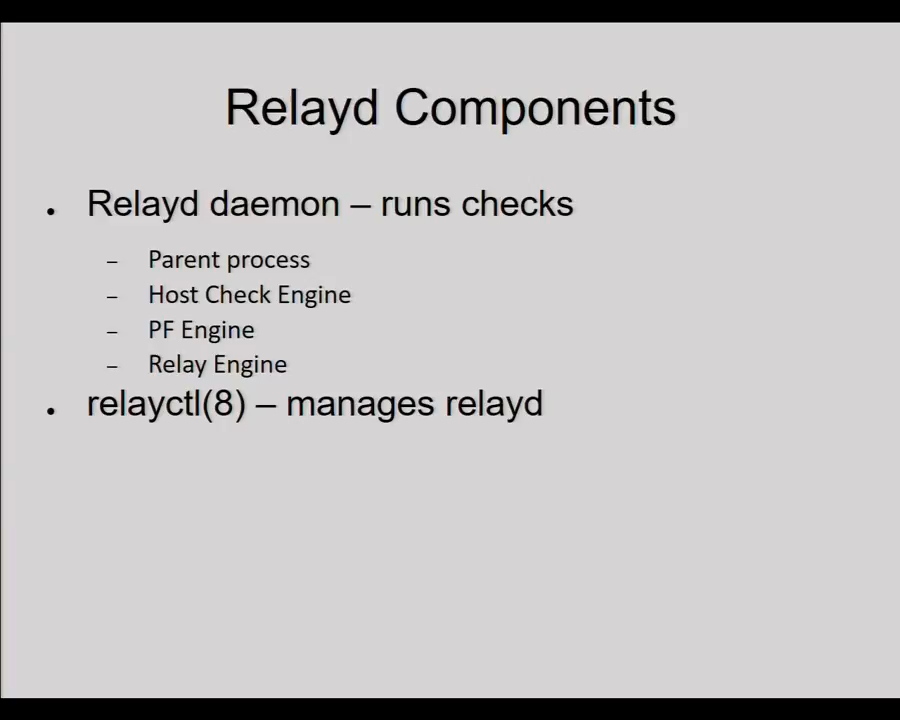 Relayd Components
● Relayd daemon – runs checks
– Parent process
– Host Check Engine
– PF Engine
– Relay Engine
● relayctl(8) – manages relayd